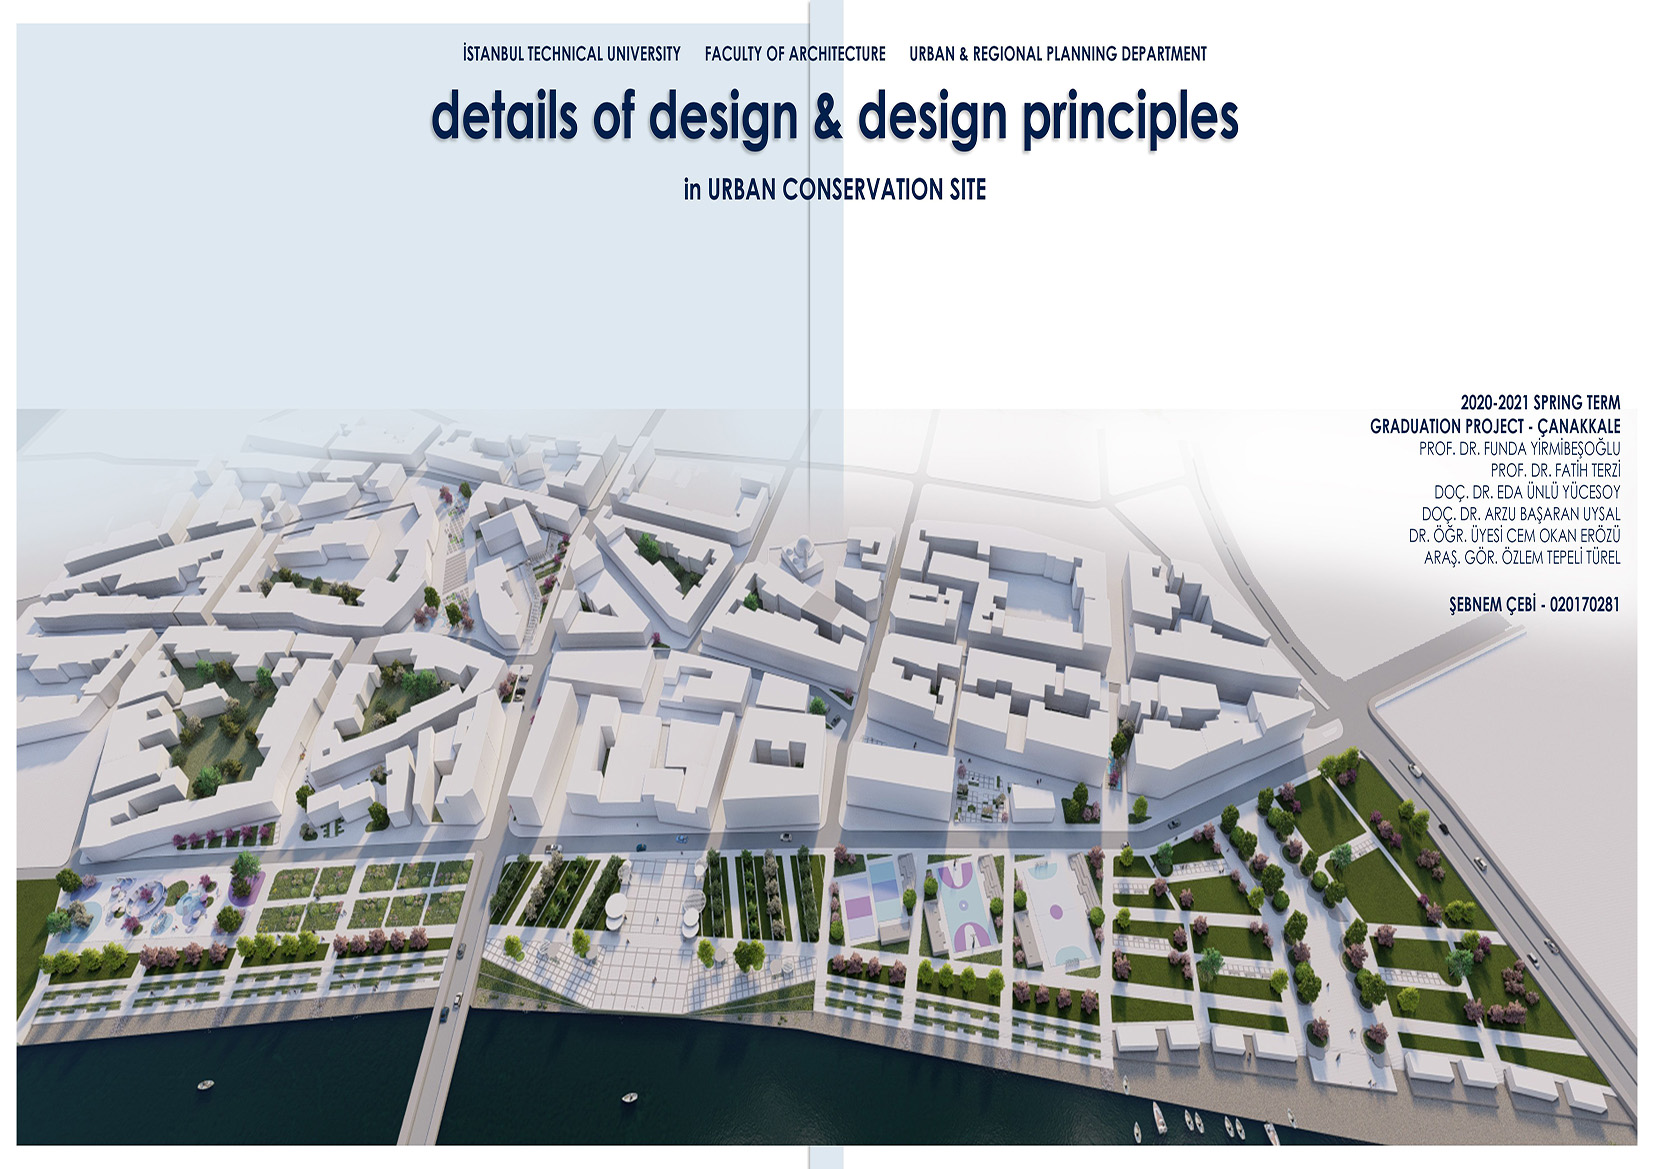 İSTANBUL TECHNICAL UNIVERSITY FACULTY OF ARCHITECTURE URBAN & REGIONAL PLANNING DEPARTMENT
details of design & design principles
in URBAN CONSERVATION SITE
2020-2021 SPRING TERM
GRADUATION PROJECT - ÇANAKKALE
PROF. DR. FUNDA YİRMİBEŞOĞLU
PROF. DR. FATİH TERZİ
DOÇ. DR. EDA ÜNLÜ YÜCESOY
DOÇ. DR. ARZU BAŞARAN UYSAL
DR. ÖĞR. ÜYESİ CEM OKAN ERÖZÜ
ARAŞ. GÖR. ÖZLEM TEPELİ TÜREL
ŞEBNEM ÇEBİ - 020170281